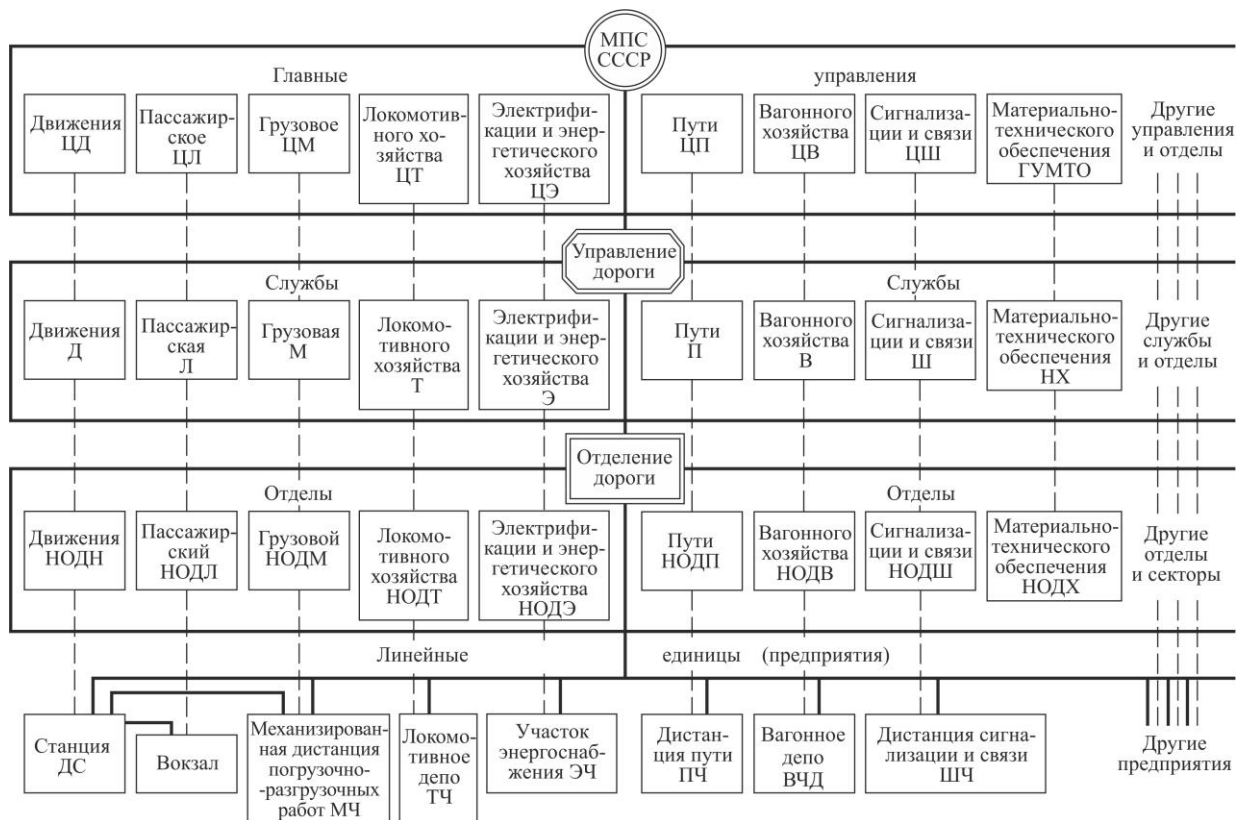 МПС
СССР
Главные
управления
Движения
ЦД
Пассажир-
ское
ЦЛ
Грузовое
ЦМ
Локомотив-
ного хо-
зяйства
ЦТ
Электрифи-
кации и энер-
гетического
хозяйства
ЦЭ
Пути
ЦП
Вагонного
хозяйства
ЦВ
Сигнализа-
ции и связи
ЦШ
Материально-
технического
обеспечения
ГУМТО
Другие
управления
и отделы
Управление
дороги
Службы
Службы
Движения
Д
Пассажир-
ская
Л
Грузовая
М
Локомо-
тивного
хозяйства
Т
Электрифи-
кации и энер-
гетического
хозяйства
Э
Пути
П
Вагонного
хозяйства
В
Сигнализа-
ции и связи
Ш
Материально-
технического
обеспечения
НХ
Другие
службы
и отделы
Отделение
дороги
Отделы
Отделы
Движения
НОДН
Пассажир-
ский
НОДЛ
Грузовой
НОДМ
Локомо-
тивного
хозяйства
НОДТ
Электрифи-
кации и энер-
гетического
хозяйства
НОДЭ
Пути
НОДП
Вагонного
хозяйства
НОДВ
Сигнализа-
ции и связи
НОДШ
Материально-
технического
обеспечения
НОДХ
Другие
отделы
и секторы
Линейные
единицы (предприятия)
Станция
ДС
Вокзал
Механизирован-
ная дистанция
погрузочно-
-разгрузочных
работ МЧ
Локомо-
тивное
депо
ТЧ
Участок
энергоснаб-
жения ЭЧ
Дистан-
ция пути
ПЧ
Вагонное
депо
ВЧД
Дистанция сигна-
лизации и связи
ШЧ
Другие
предприятия